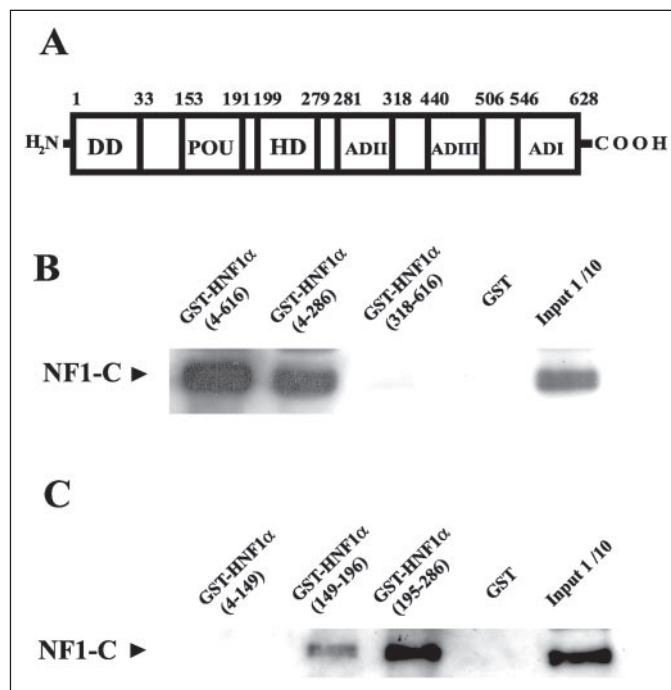 A
1 33 153 191 199 279 281 318 440 506 546 628
H₂N DD POU HD ADII ADIII ADI COOH
B
GST-HNF1α (4-616)
GST-HNF1α (4-286)
GST-HNF1α (318-616)
GST
Input 1 /10
NF1-C ►
C
GST-HNF1α (4-149)
GST-HNF1α (149-196)
GST-HNF1α (195-286)
GST
Input 1 /10
NF1-C ►